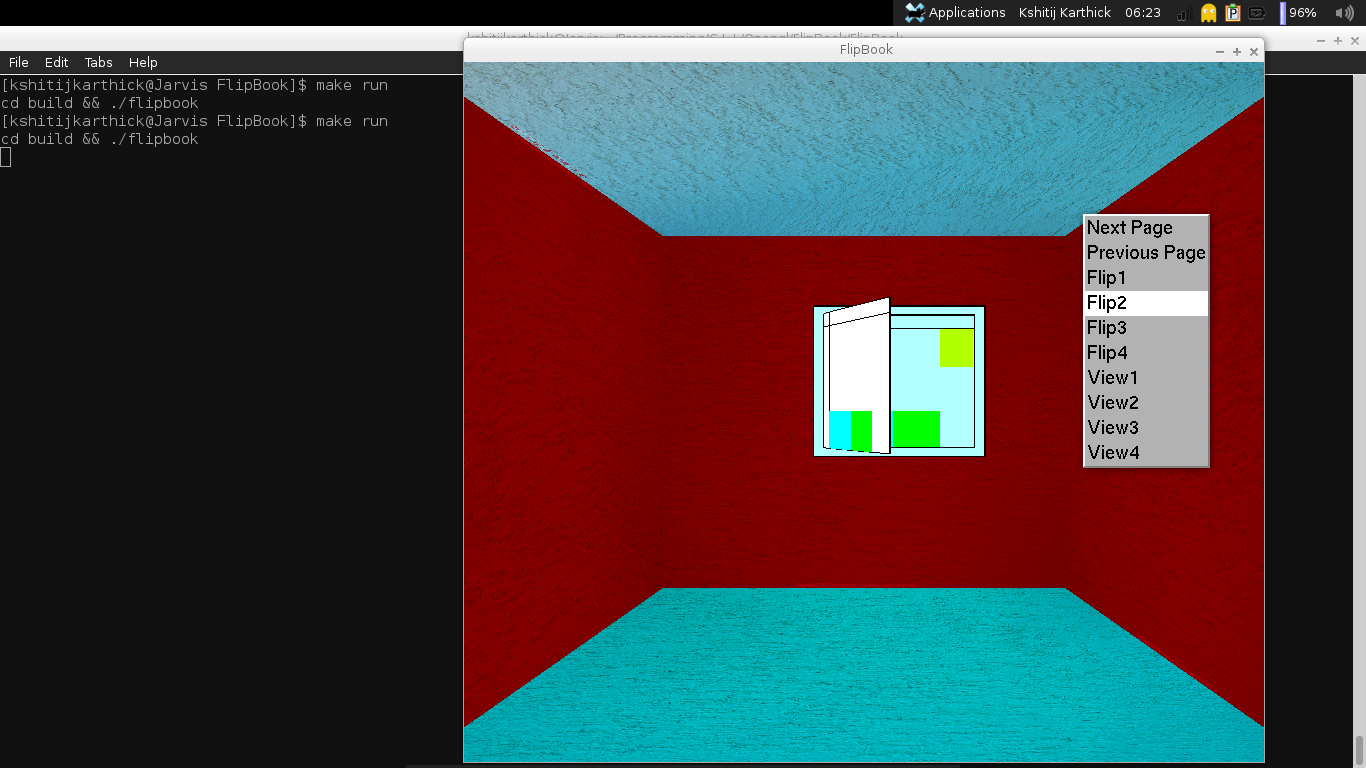 Applications Kshitij Karthick 06:23 96%
FlipBook
File Edit Tabs Help
[kshitijkarthick@Jarvis FlipBook]$ make run
cd build && ./flipbook
[kshitijkarthick@Jarvis FlipBook]$ make run
cd build && ./flipbook
Next Page
Previous Page
Flip1
Flip2
Flip3
Flip4
View1
View2
View3
View4